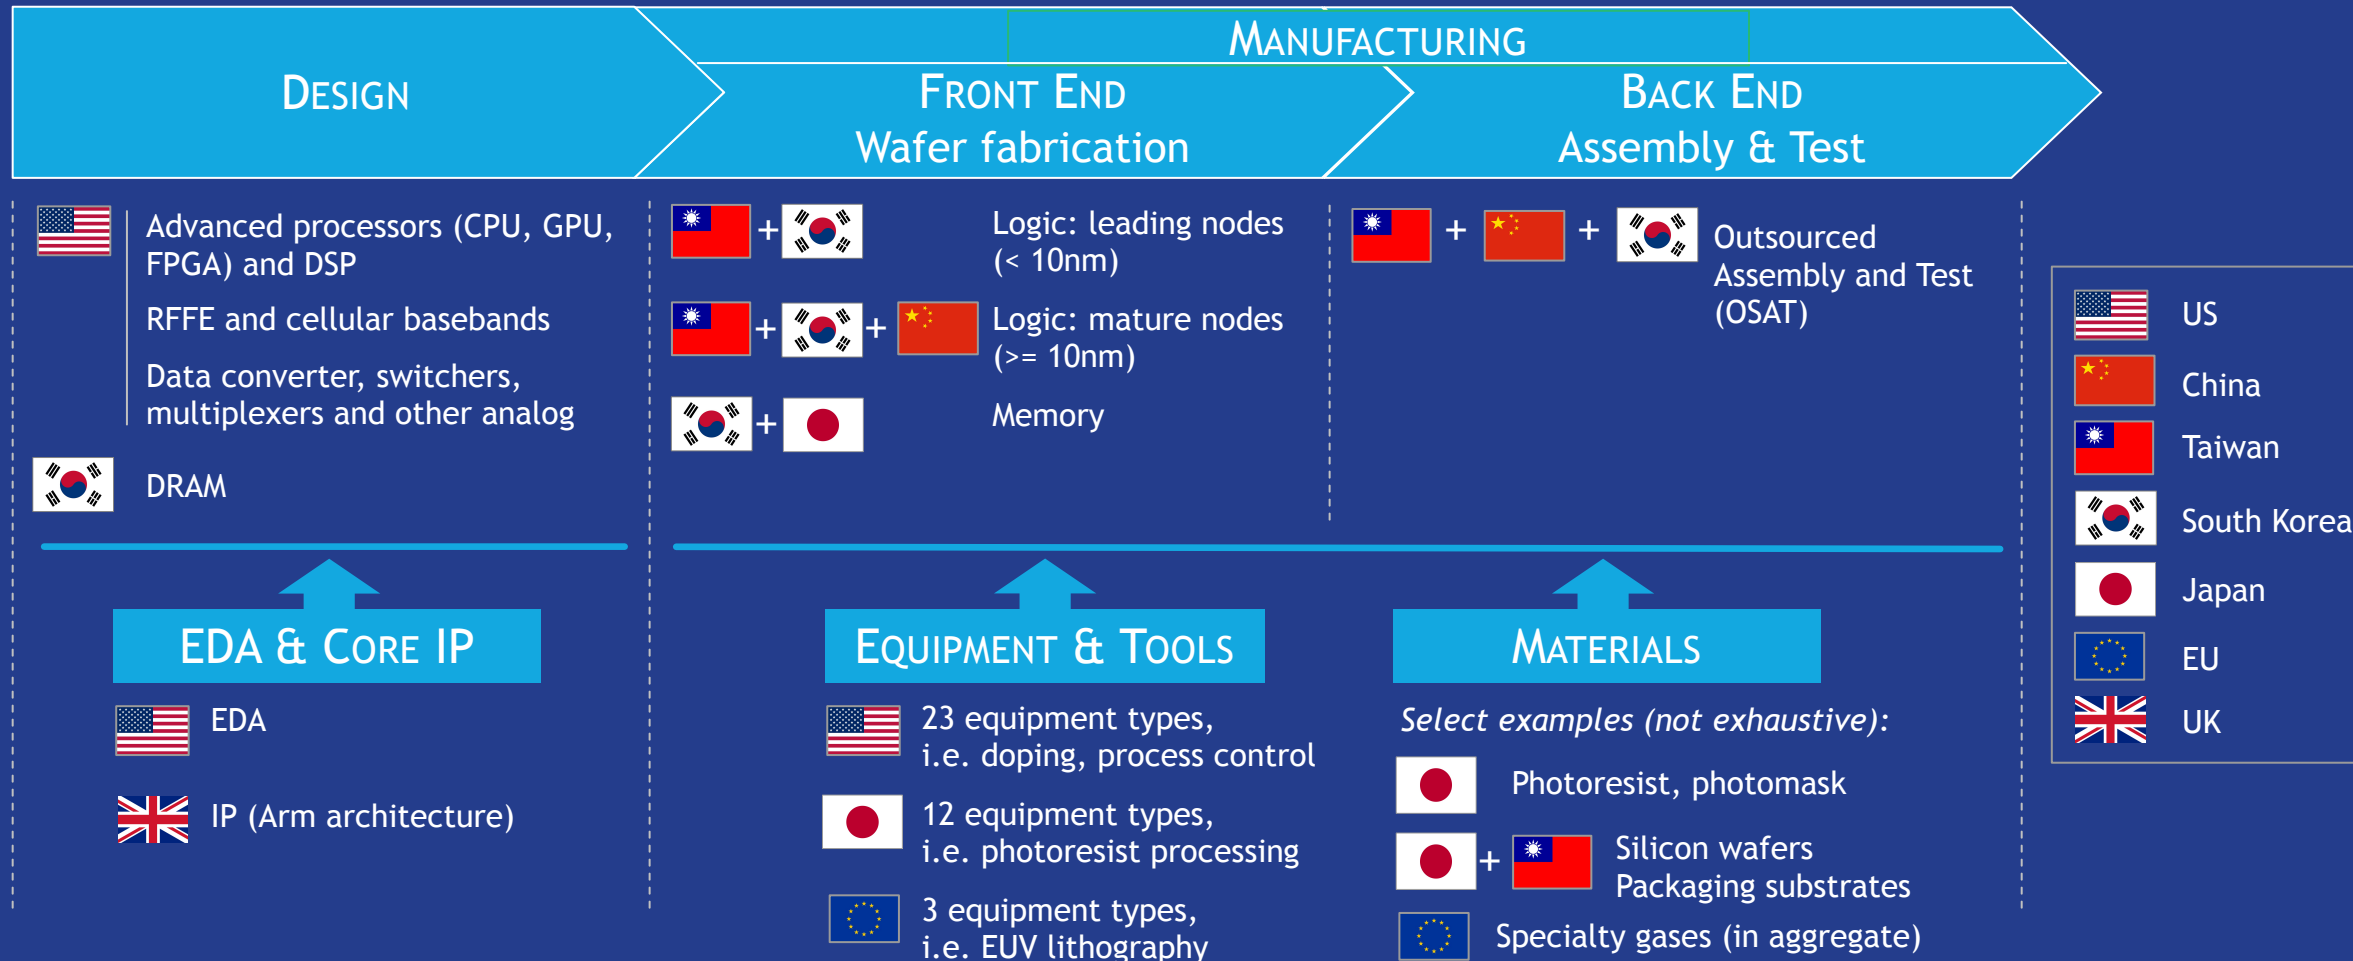 DESIGN
MANUFACTURING
FRONT END
Wafer fabrication
BACK END
Assembly & Test
Advanced processors (CPU, GPU,
FPGA) and DSP
RFFE and cellular basebands
Data converter, switchers,
multiplexers and other analog
DRAM
+
Logic: leading nodes
(< 10nm)
+ +
Logic: mature nodes
(>= 10nm)
+
Memory
+ +
Outsourced
Assembly and Test
(OSAT)
EDA & CORE IP
EDA
IP (Arm architecture)
EQUIPMENT & TOOLS
23 equipment types,
i.e. doping, process control
12 equipment types,
i.e. photoresist processing
3 equipment types,
i.e. EUV lithography
MATERIALS
Select examples (not exhaustive):
Photoresist, photomask
+
Silicon wafers
Packaging substrates
Specialty gases (in aggregate)
US
China
Taiwan
South Korea
Japan
EU
UK